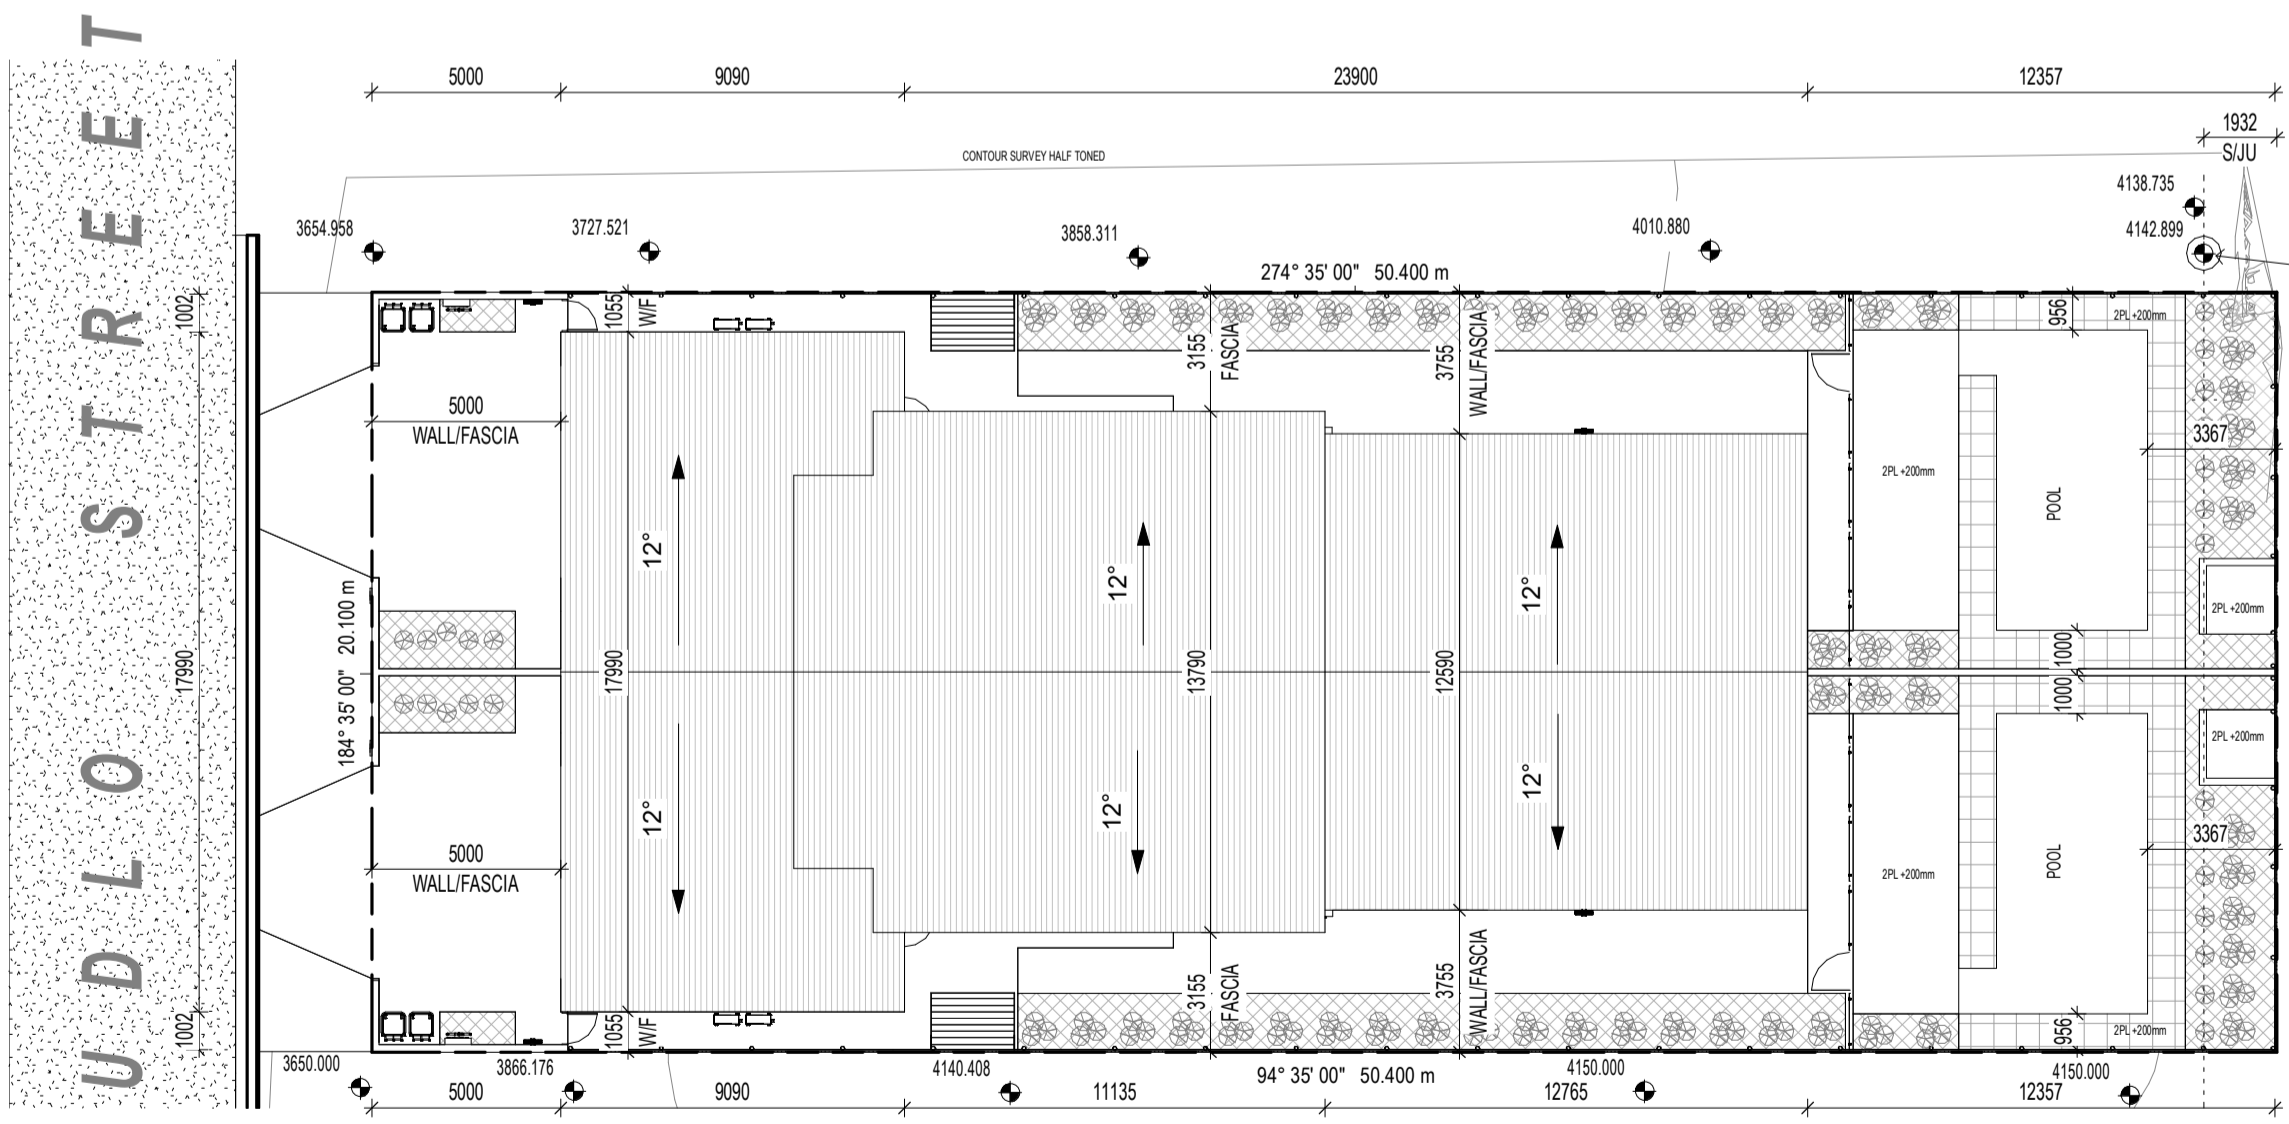 UDLO STREET
5000
9090
23900
12357
1932
S/JU
CONTOUR SURVEY HALF TONED
4138.735
3654.958
3727.521
3858.311
4010.880
4142.899
274° 35' 00" 50.400 m
1002
1055
W/F
3155
FASCIA
3755
WALL/FASCIA
956
2PL +200mm
5000
WALL/FASCIA
3367
2PL +200mm
POOL
12°
12°
12°
2PL +200mm
184° 35' 00" 20.100 m
17990
17990
13790
12590
1000
1000
2PL +200mm
12°
12°
12°
5000
WALL/FASCIA
3367
2PL +200mm
POOL
3155
FASCIA
3755
WALL/FASCIA
1002
1055
W/F
956
2PL +200mm
3650.000
3866.176
4140.408
94° 35' 00" 50.400 m
4150.000
4150.000
5000
9090
11135
12765
12357